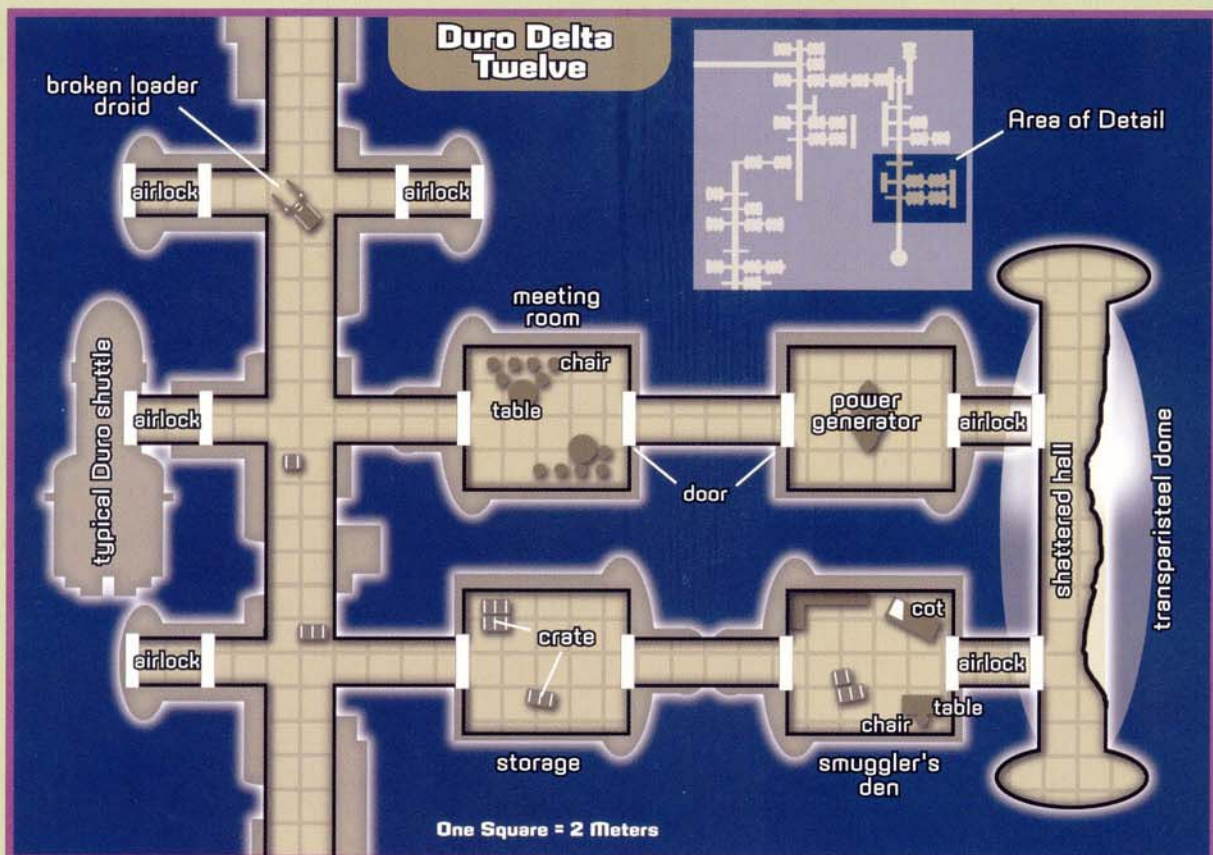 Duro Delta
Twelve
broken loader
droid
Area of Detail
airlock
airlock
meeting
room
chair
table
typical Duro shuttle
airlock
power
generator
airlock
door
shattered hall
transparisteel dome
crate
cot
airlock
airlock
table
chair
storage
smuggler's
den
One Square = 2 Meters